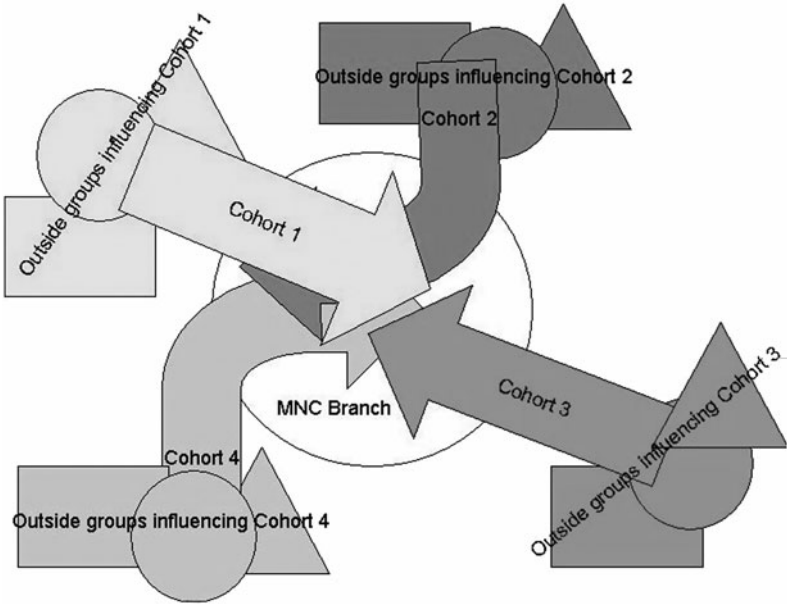 Outside groups influencing Cohort 1
Outside groups influencing Cohort 2
Cohort 2
Cohort 1
Cohort 3
MNC Branch
Outside groups influencing Cohort 3
Cohort 4
Outside groups influencing Cohort 4